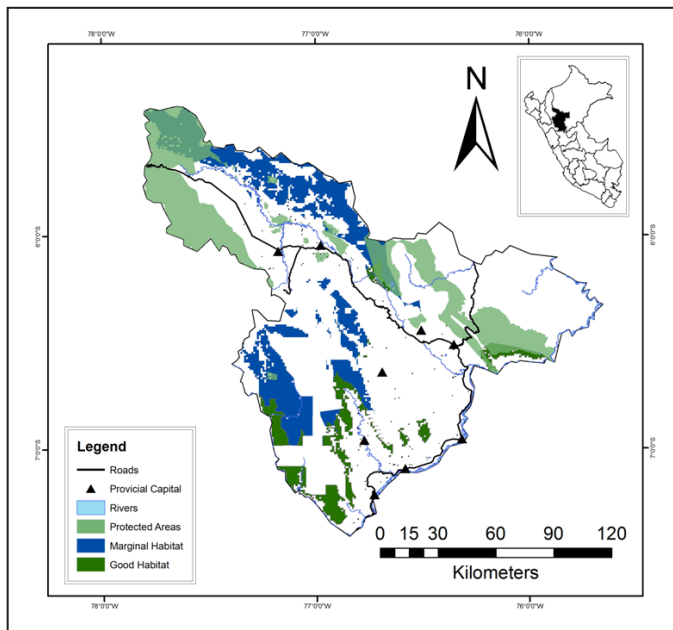 78°0'0"W 77°0'0"W 76°0'0"W
N
6°0'0"S 6°0'0"S
7°0'0"S 7°0'0"S
Legend
Roads
Provicial Capital
Rivers
Protected Areas
Marginal Habitat
Good Habitat
0 15 30 60 90 120
Kilometers
78°0'0"W 77°0'0"W 76°0'0"W